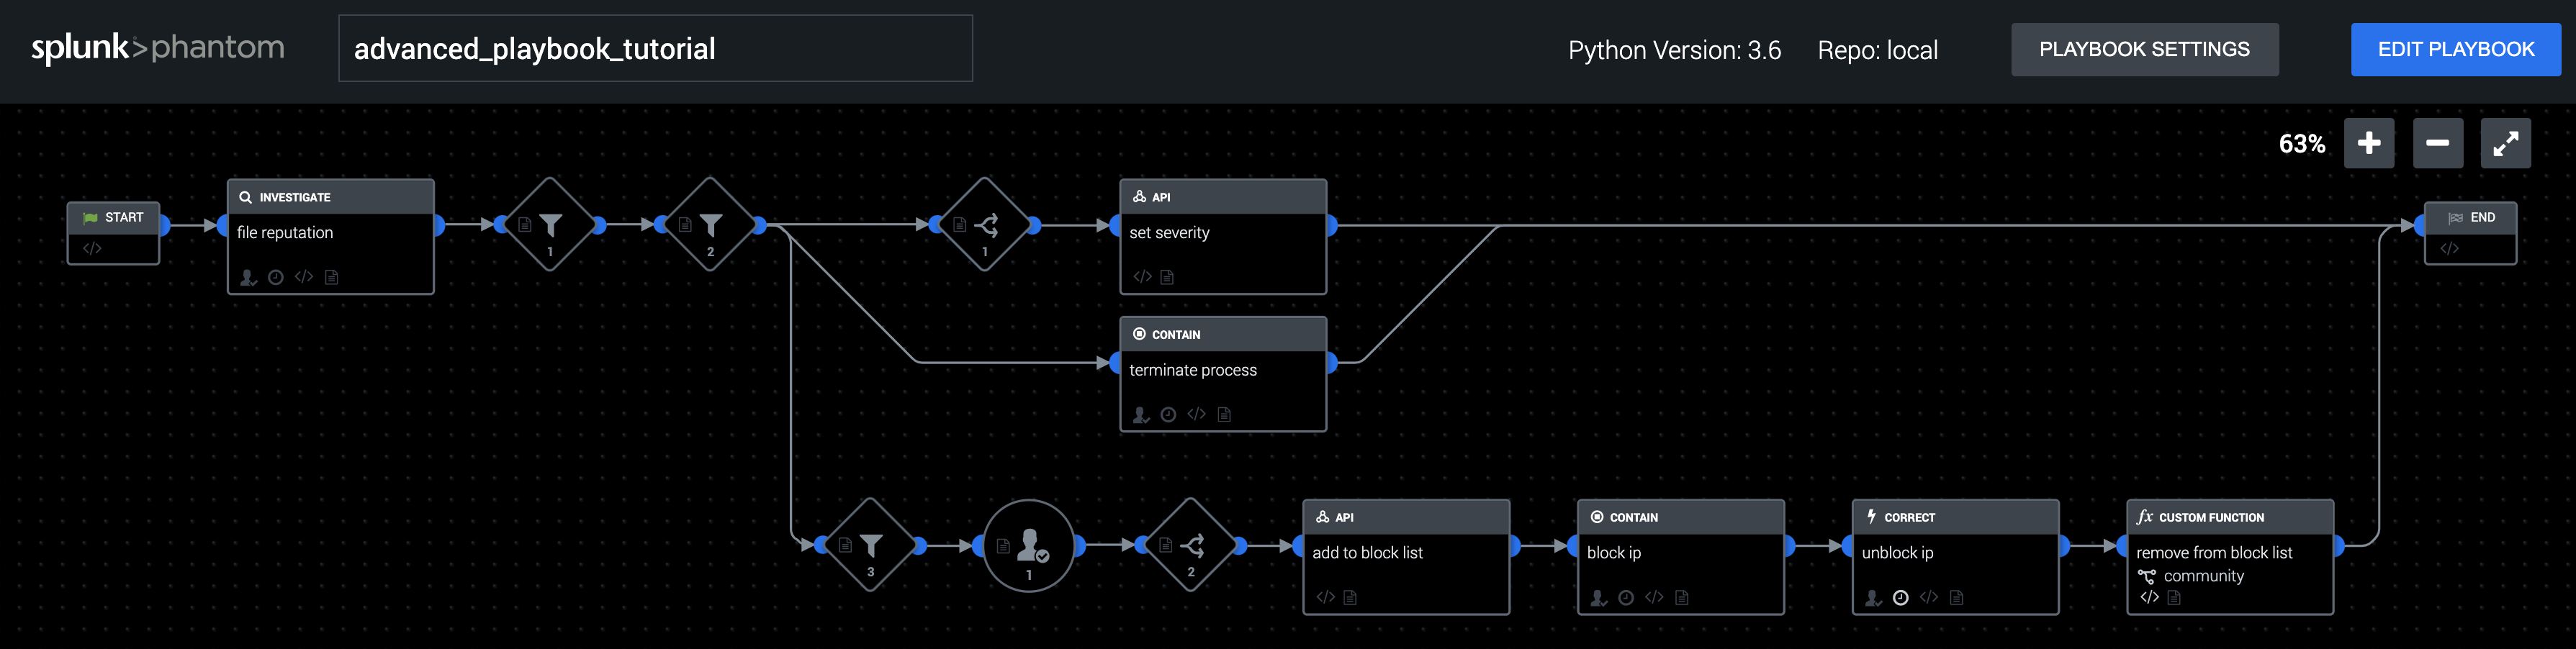 splunk>phantom
advanced_playbook_tutorial
Python Version: 3.6
Repo: local
PLAYBOOK SETTINGS
EDIT PLAYBOOK
63%
START
</>
INVESTIGATE
file reputation
</>
1
2
1
API
set severity
</>
END
</>
CONTAIN
terminate process
</>
3
1
2
API
add to block list
</>
CONTAIN
block ip
</>
CORRECT
unblock ip
</>
fx CUSTOM FUNCTION
remove from block list
community
</>